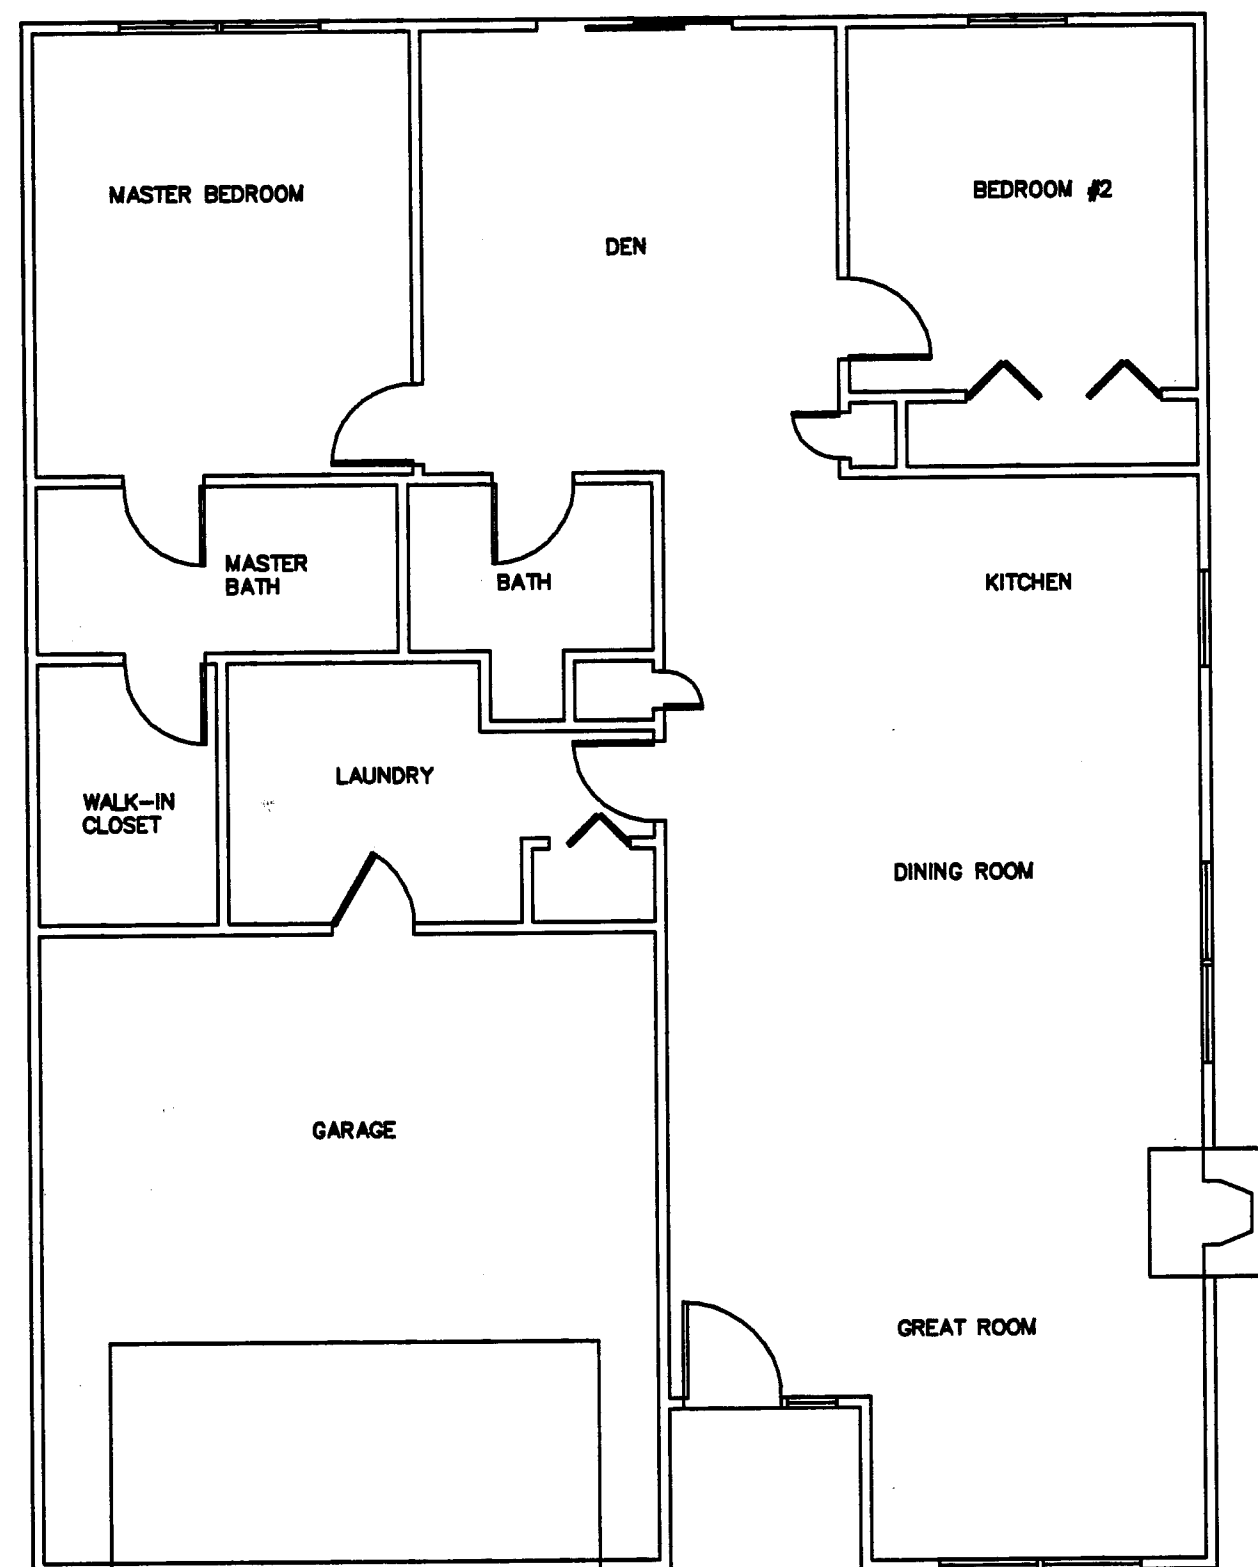 MASTER BEDROOM
BEDROOM #2
DEN
MASTER
BATH
BATH
KITCHEN
LAUNDRY
WALK-IN
CLOSET
DINING ROOM
GARAGE
GREAT ROOM